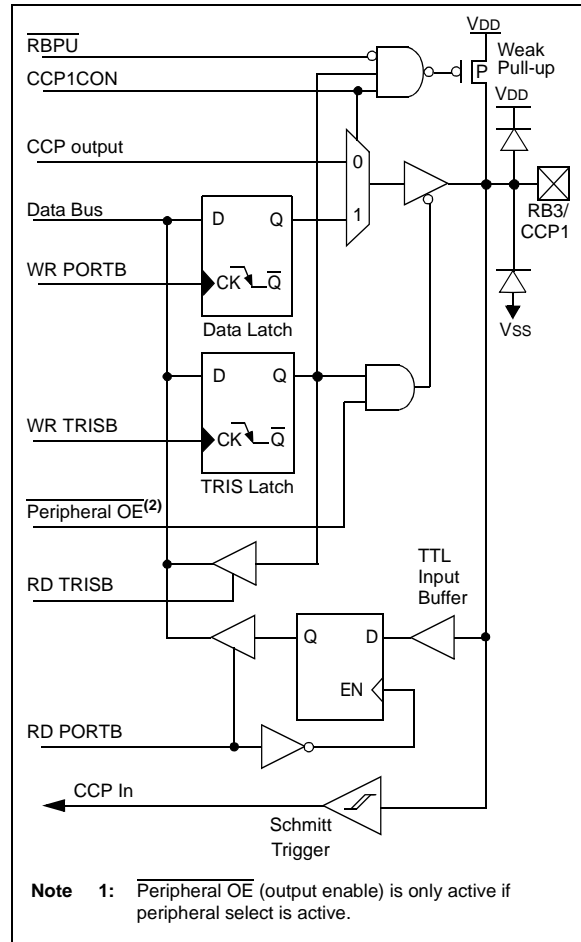 VDD
RBPU
Weak
Pull-up
P
CCP1CON
VDD
CCP output
0
RB3/
CCP1
Data Bus
D Q
1
WR PORTB
CK Q
Data Latch
VSS
D Q
WR TRISB
CK Q
TRIS Latch
Peripheral OE(2)
RD TRISB
TTL
Input
Buffer
Q D
EN
RD PORTB
CCP In
Schmitt
Trigger
Note 1: Peripheral OE (output enable) is only active if
peripheral select is active.